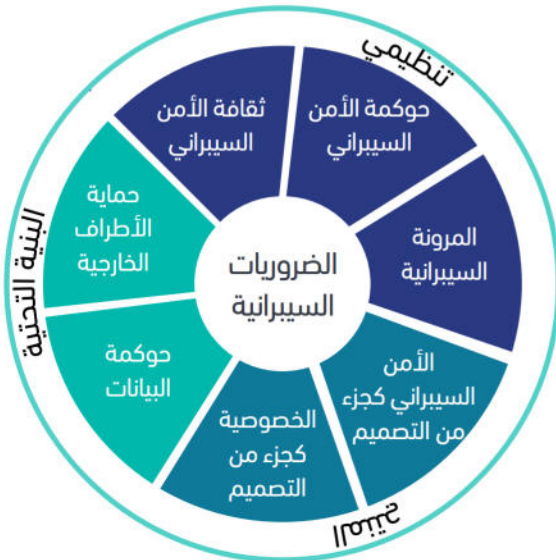 تنظيمي
حوكمة الأمن
السيبراني
المرونة
السيبرانية
ثقافة الأمن
السيبراني
الضروريات
السيبرانية
المنتج
الأمن
السيبراني كجزء
من التصميم
الخصوصية
كجزء من
التصميم
البنية التحتية
حوكمة
البيانات
حماية
الأطراف
الخارجية